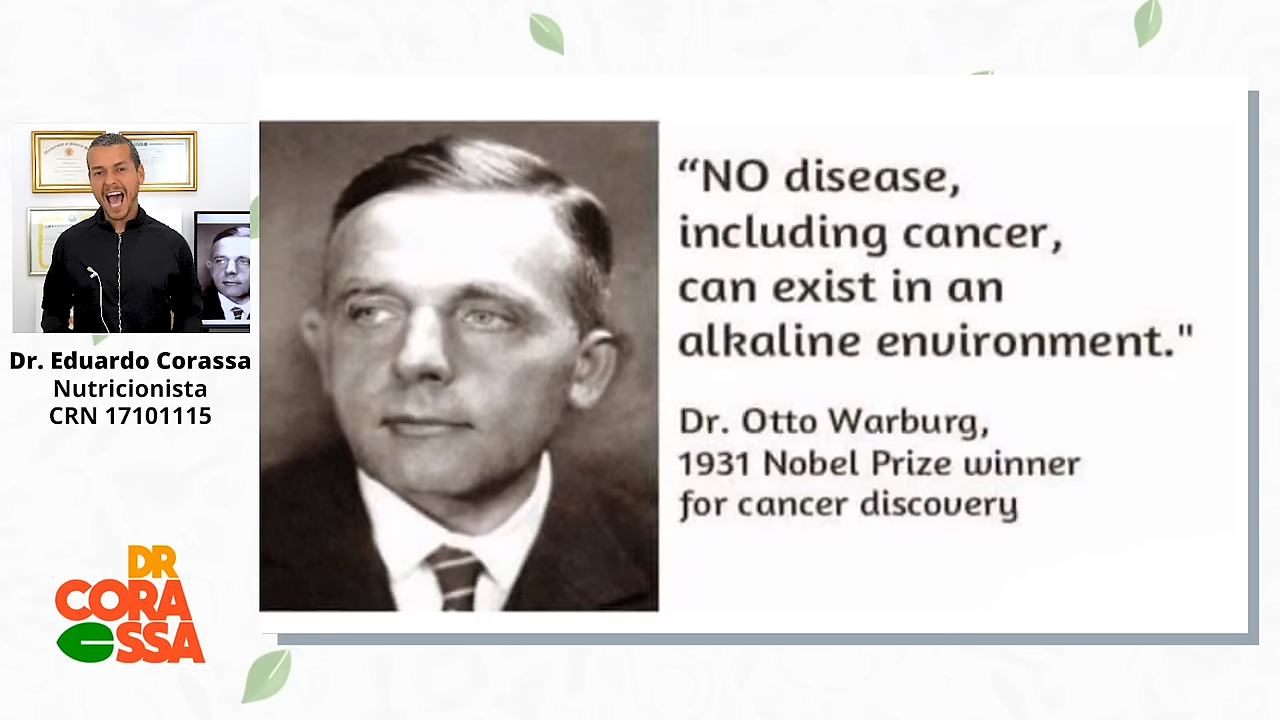 Dr. Eduardo Corassa
Nutricionista
CRN 17101115
DR
CORA
SSA
“NO disease,
including cancer,
can exist in an
alkaline environment."
Dr. Otto Warburg,
1931 Nobel Prize winner
for cancer discovery